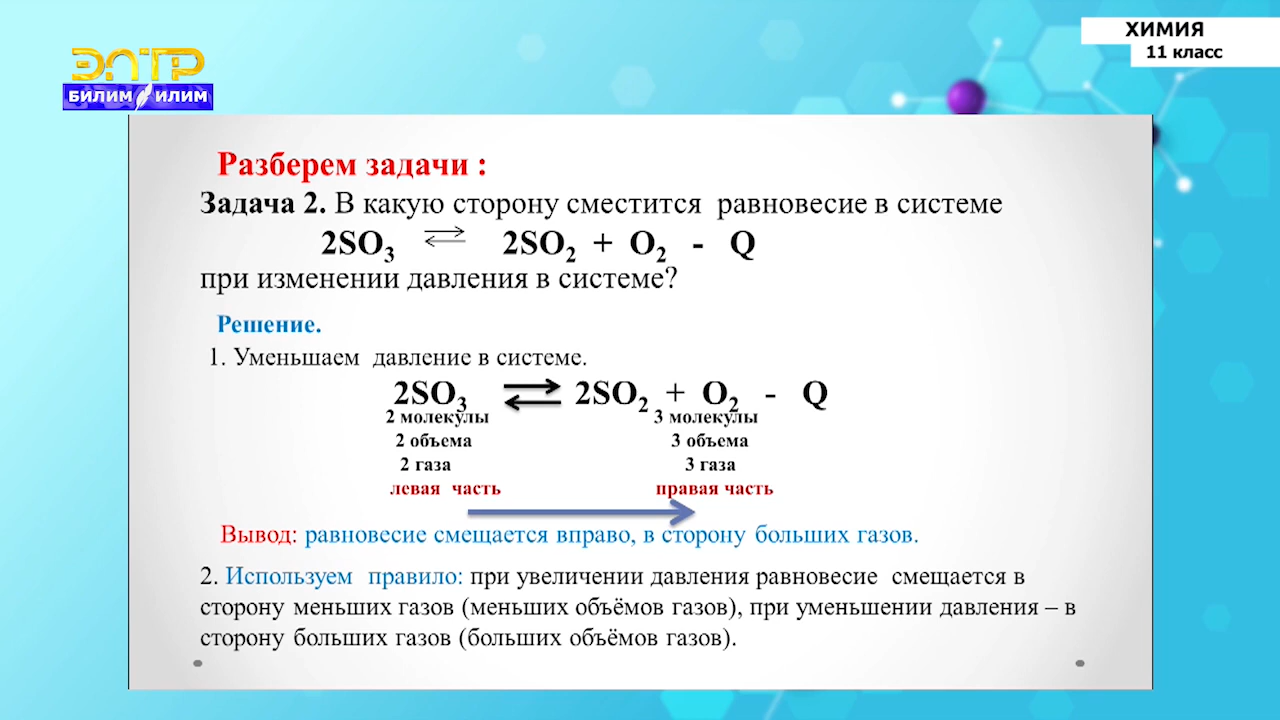 ХИМИЯ
11 класс
ЭЛТР
БИЛИМ ИЛИМ
Разберем задачи :
Задача 2. В какую сторону сместится равновесие в системе
2SO₃ ⇄ 2SO₂ + O₂ - Q
при изменении давления в системе?
Решение.
1. Уменьшаем давление в системе.
2SO₃ ⇄ 2SO₂ + O₂ - Q
2 молекулы 3 молекулы
2 объема 3 объема
2 газа 3 газа
левая часть правая часть
Вывод: равновесие смещается вправо, в сторону больших газов.
2. Используем правило: при увеличении давления равновесие смещается в
сторону меньших газов (меньших объёмов газов), при уменьшении давления – в
сторону больших газов (больших объёмов газов).